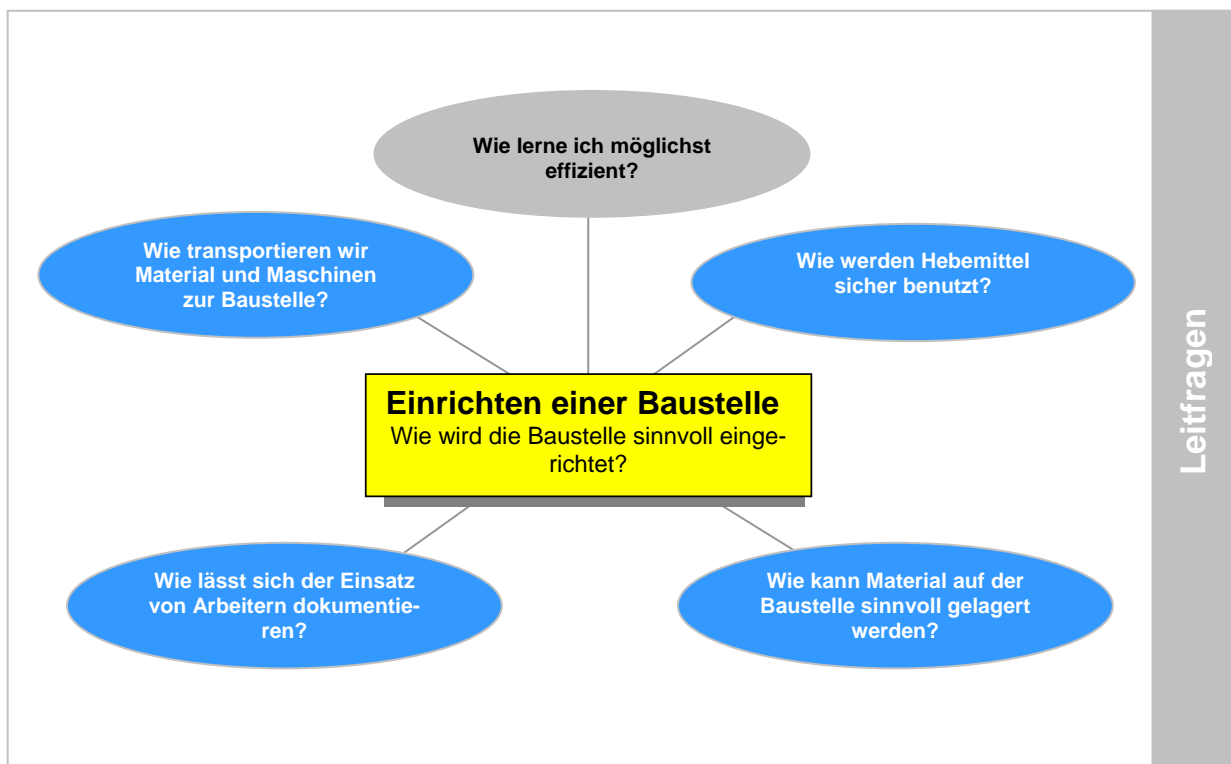 Wie lerne ich möglichst
effizient?
Wie transportieren wir
Material und Maschinen
zur Baustelle?
Wie werden Hebemittel
sicher benutzt?
Einrichten einer Baustelle
Wie wird die Baustelle sinnvoll einge-
richtet?
Wie lässt sich der Einsatz
von Arbeitern dokumentie-
ren?
Wie kann Material auf der
Baustelle sinnvoll gelagert
werden?
Leitfragen